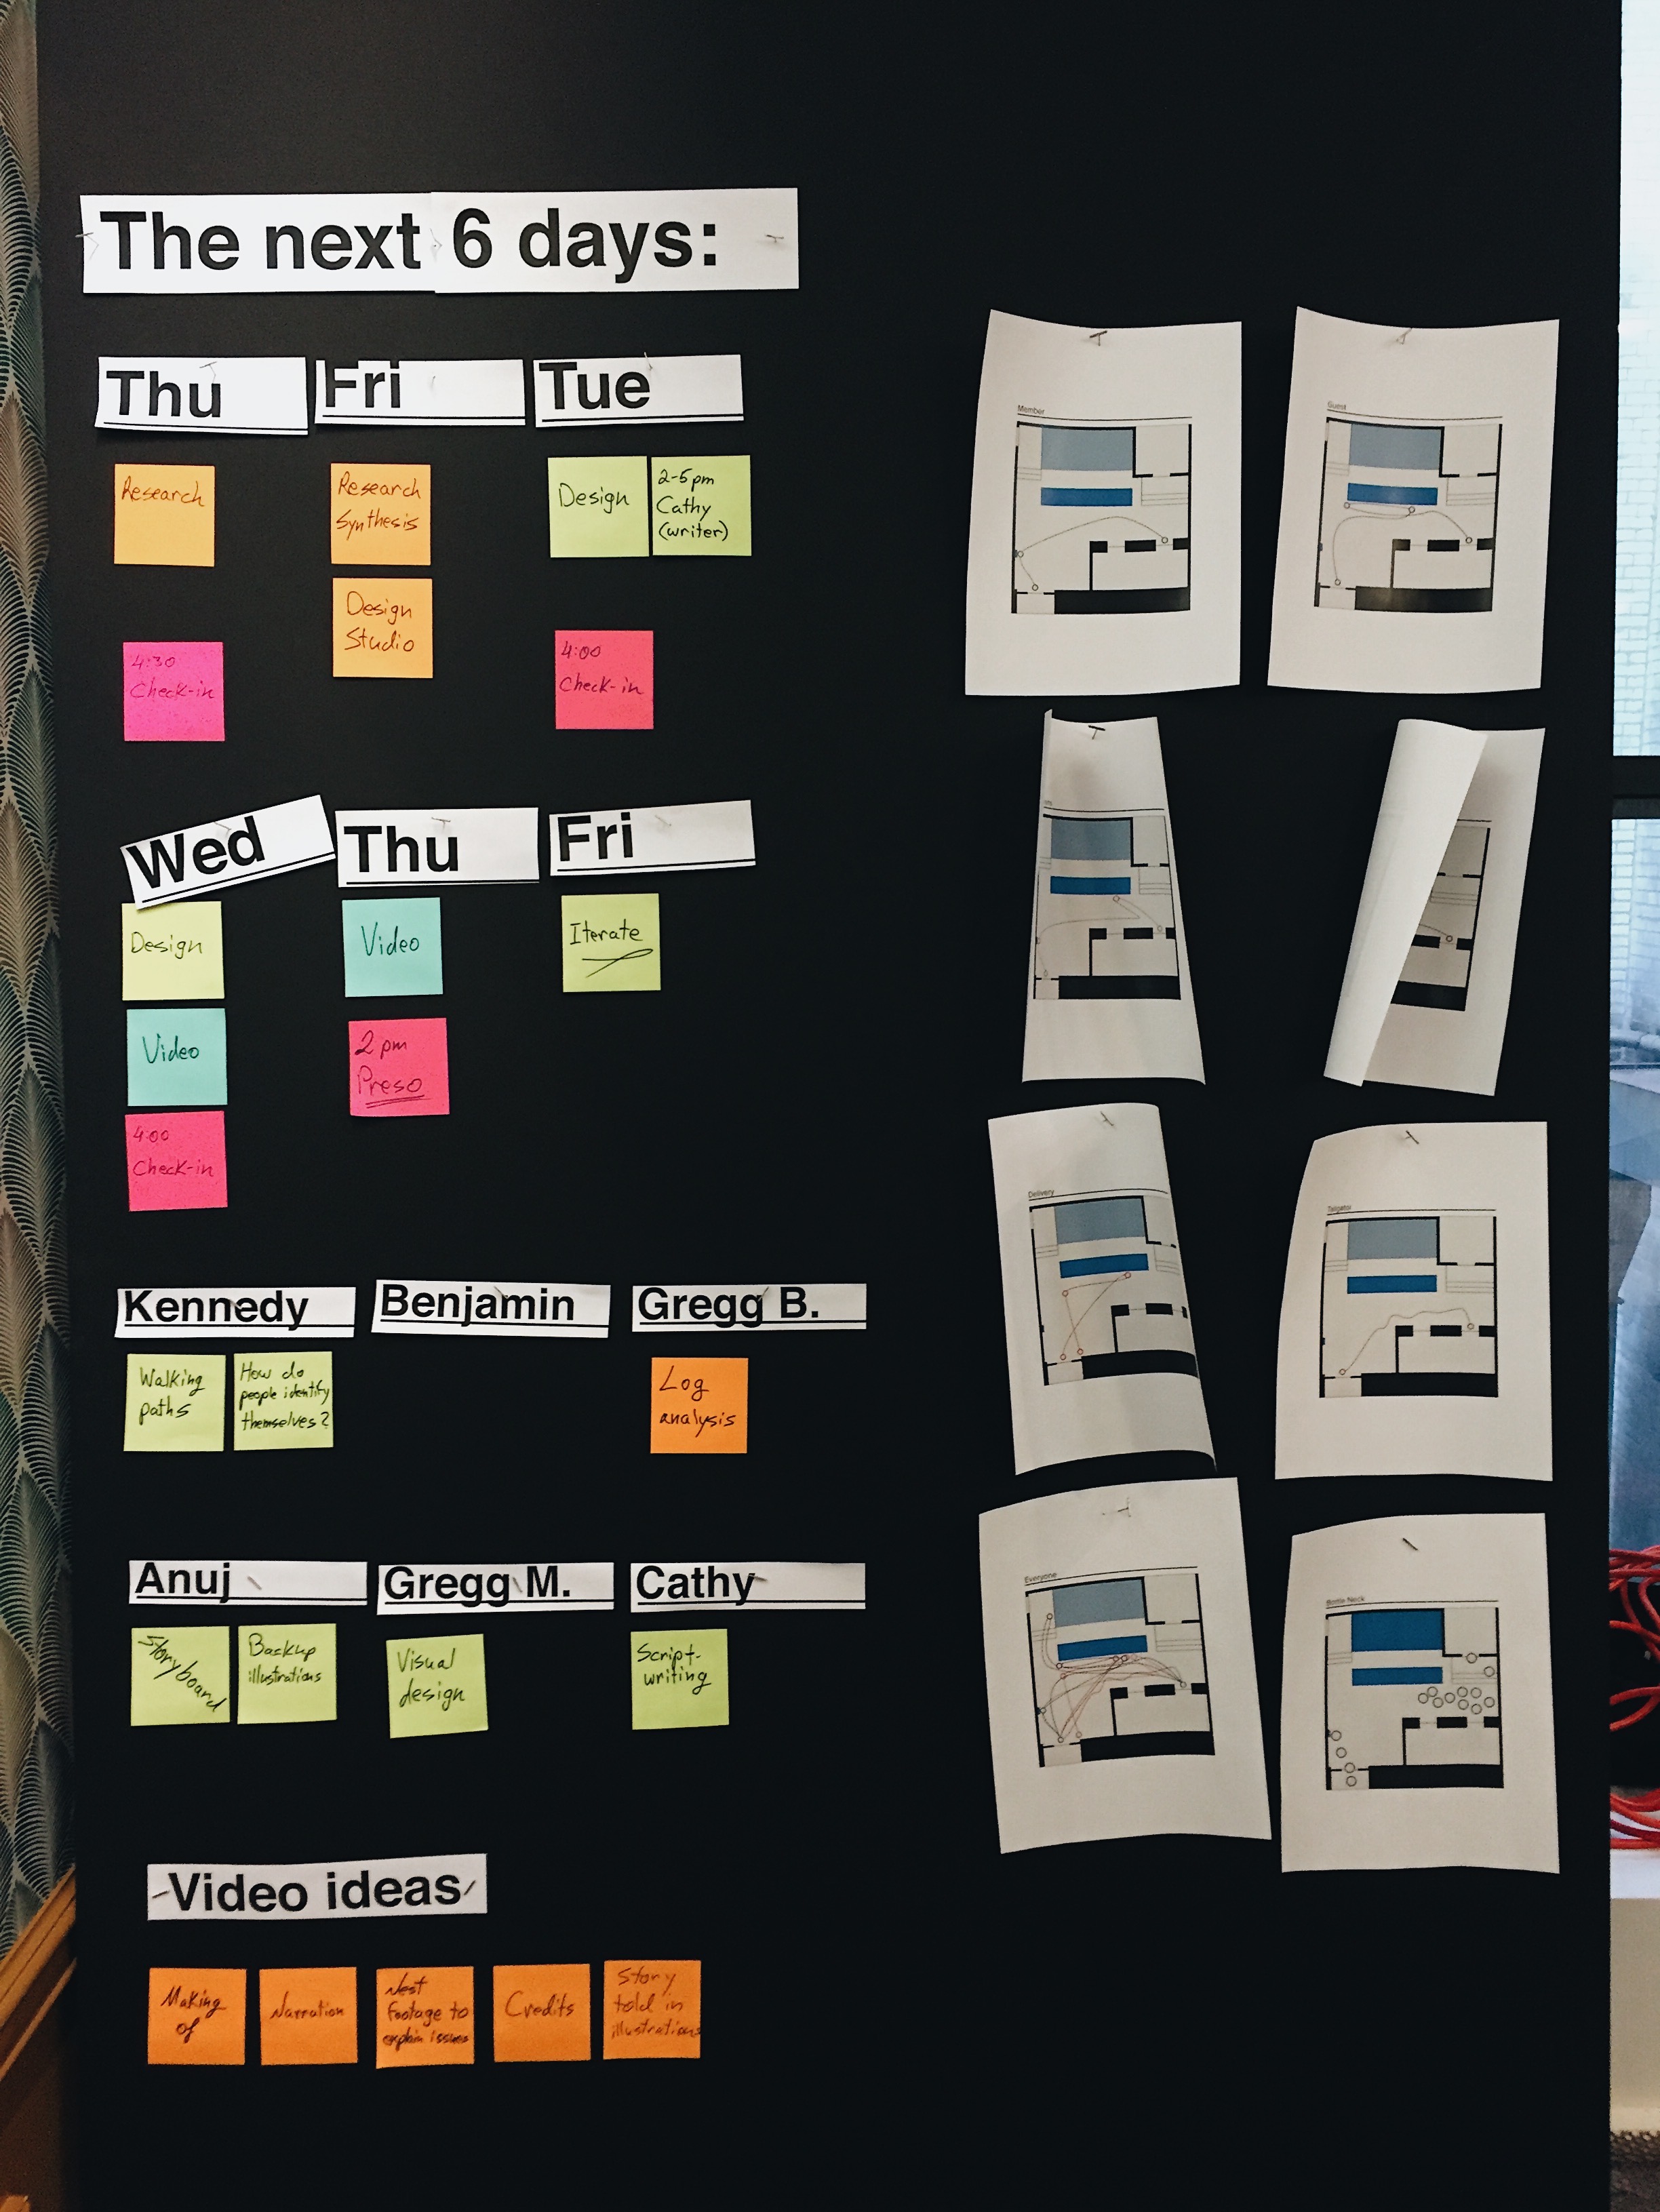 The next 6 days:
Thu
Research
4:30
Check-in
Fri
Research
Synthesis
Design
Studio
Tue
Design
2-5pm
Cathy
(writer)
4:00
Check-in
Wed
Design
Video
4:00
Check-in
Thu
Video
2 pm
Preso
Fri
Iterate
Kennedy
Walking
paths
How do
people identify
themselves?
Benjamin
Gregg B.
Log
analysis
Anuj
Storyboard
Backup
illustrations
Gregg M.
Visual
design
Cathy
Script-
writing
Video ideas
Making
of
Narration
Nest
footage to
explain issues
Credits
Story
told in
illustrations
Member
Guest
Delivery
Tailgator
Everyone
Bottle Neck